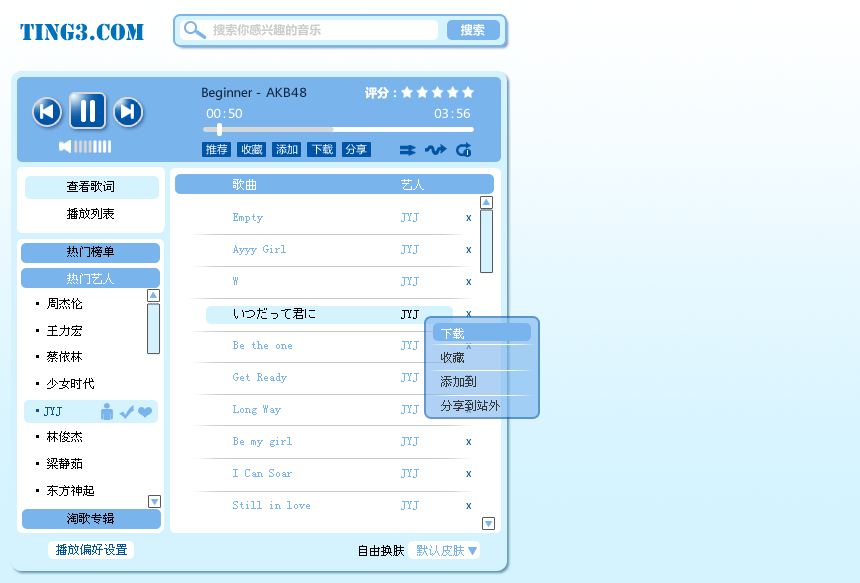 TING3.COM
搜索你感兴趣的音乐
搜索
Beginner - AKB48
评分：
00:50 03:56
推荐 收藏 添加 下载 分享
查看歌词
播放列表
热门榜单
热门艺人
周杰伦
王力宏
蔡依林
少女时代
JYJ
林俊杰
梁静茹
东方神起
淘歌专辑
歌曲 艺人
Empty JYJ x
Ayyy Girl JYJ x
W JYJ x
いつだって君に JYJ x
Be the one JYJ x
Get Ready JYJ
Long Way JYJ
Be my girl JYJ x
I Can Soar JYJ x
Still in love JYJ x
下载
收藏
添加到
分享到站外
播放偏好设置
自由换肤 默认皮肤